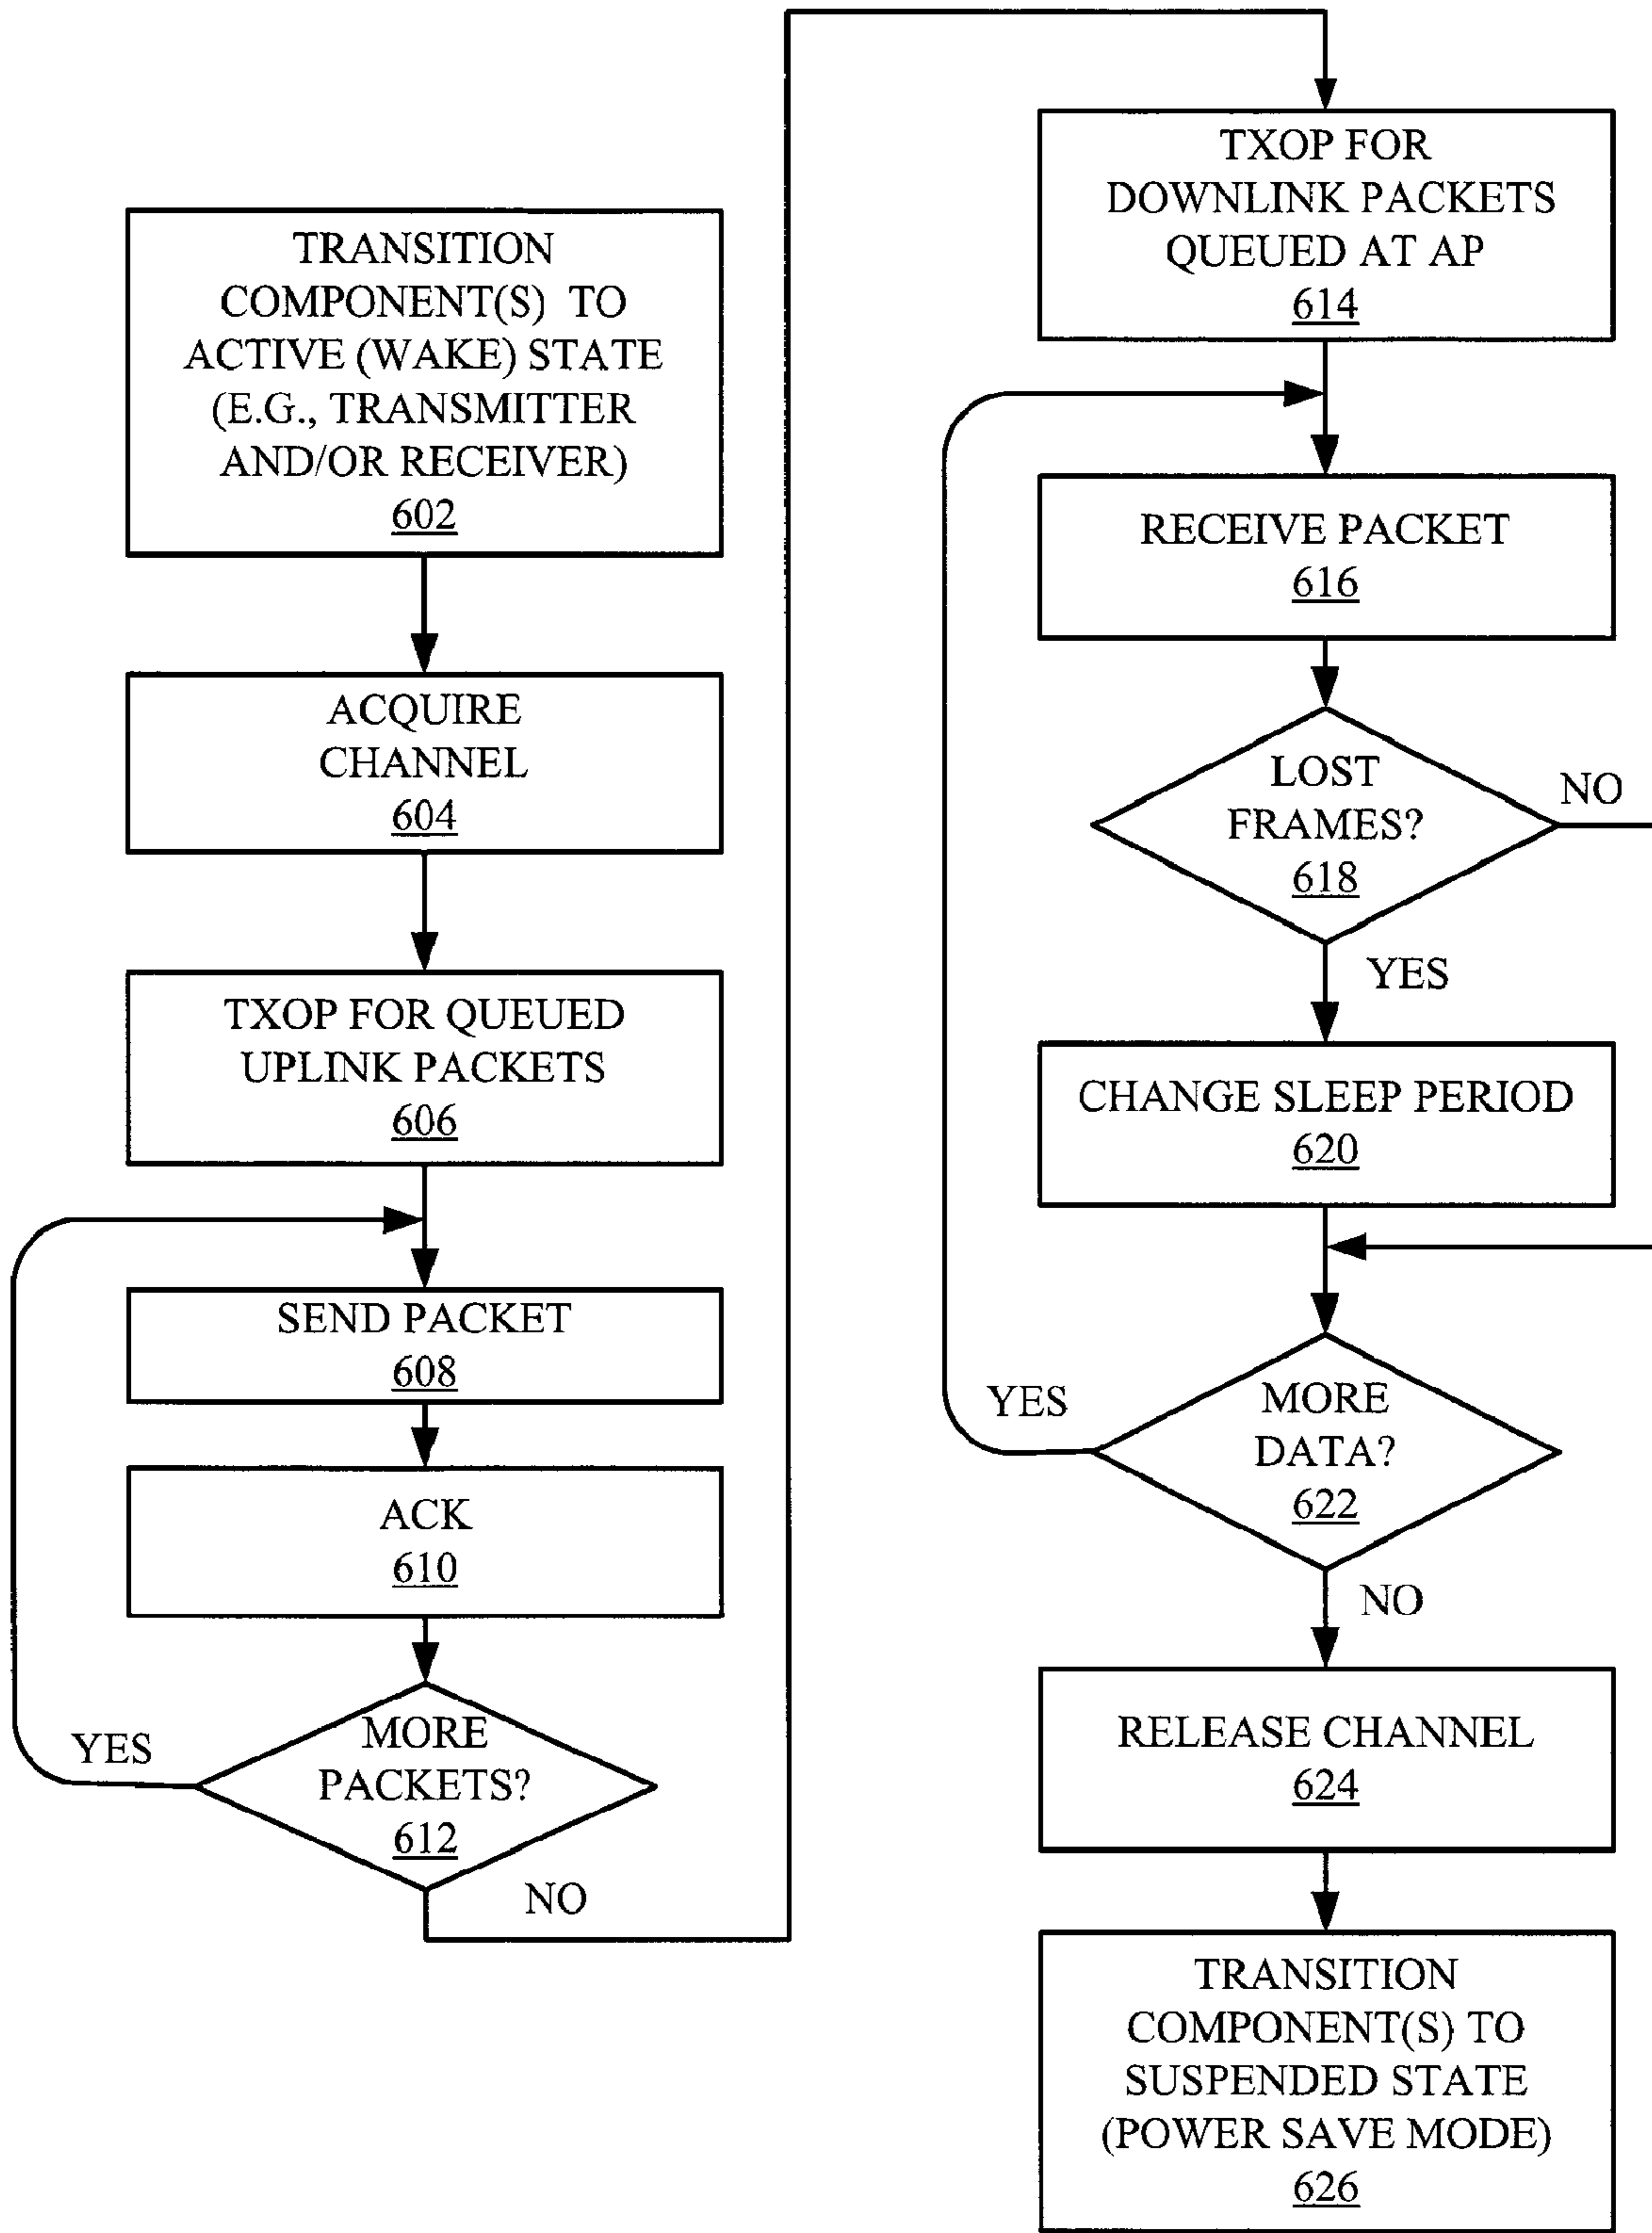 TRANSITION
COMPONENT(S) TO
ACTIVE (WAKE) STATE
(E.G., TRANSMITTER
AND/OR RECEIVER)
602
ACQUIRE
CHANNEL
604
TXOP FOR QUEUED
UPLINK PACKETS
606
SEND PACKET
608
ACK
610
MORE
PACKETS?
612
YES
NO
TXOP FOR
DOWNLINK PACKETS
QUEUED AT AP
614
RECEIVE PACKET
616
LOST
FRAMES?
618
NO
YES
CHANGE SLEEP PERIOD
620
MORE
DATA?
622
YES
NO
RELEASE CHANNEL
624
TRANSITION
COMPONENT(S) TO
SUSPENDED STATE
(POWER SAVE MODE)
626